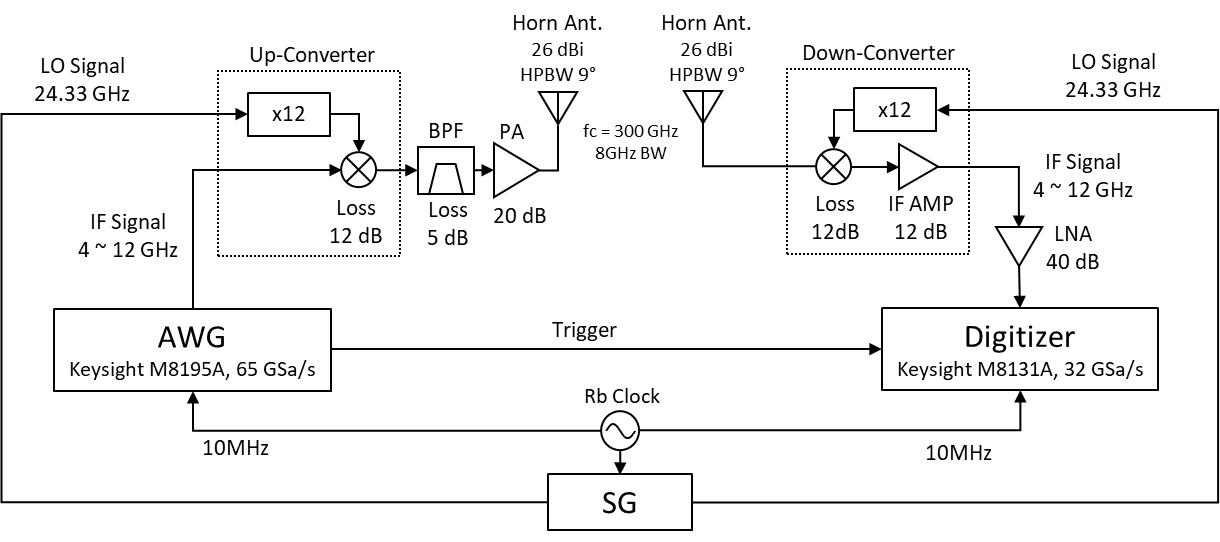 Horn Ant.
26 dBi
HPBW 9°
Horn Ant.
26 dBi
HPBW 9°
Up-Converter
Down-Converter
LO Signal
24.33 GHz
LO Signal
24.33 GHz
x12
x12
BPF
PA
fc = 300 GHz
8GHz BW
Loss
12 dB
Loss
5 dB
20 dB
Loss
12dB
IF AMP
12 dB
IF Signal
4 ~ 12 GHz
IF Signal
4 ~ 12 GHz
LNA
40 dB
AWG
Keysight M8195A, 65 GSa/s
Trigger
Digitizer
Keysight M8131A, 32 GSa/s
Rb Clock
10MHz
10MHz
SG